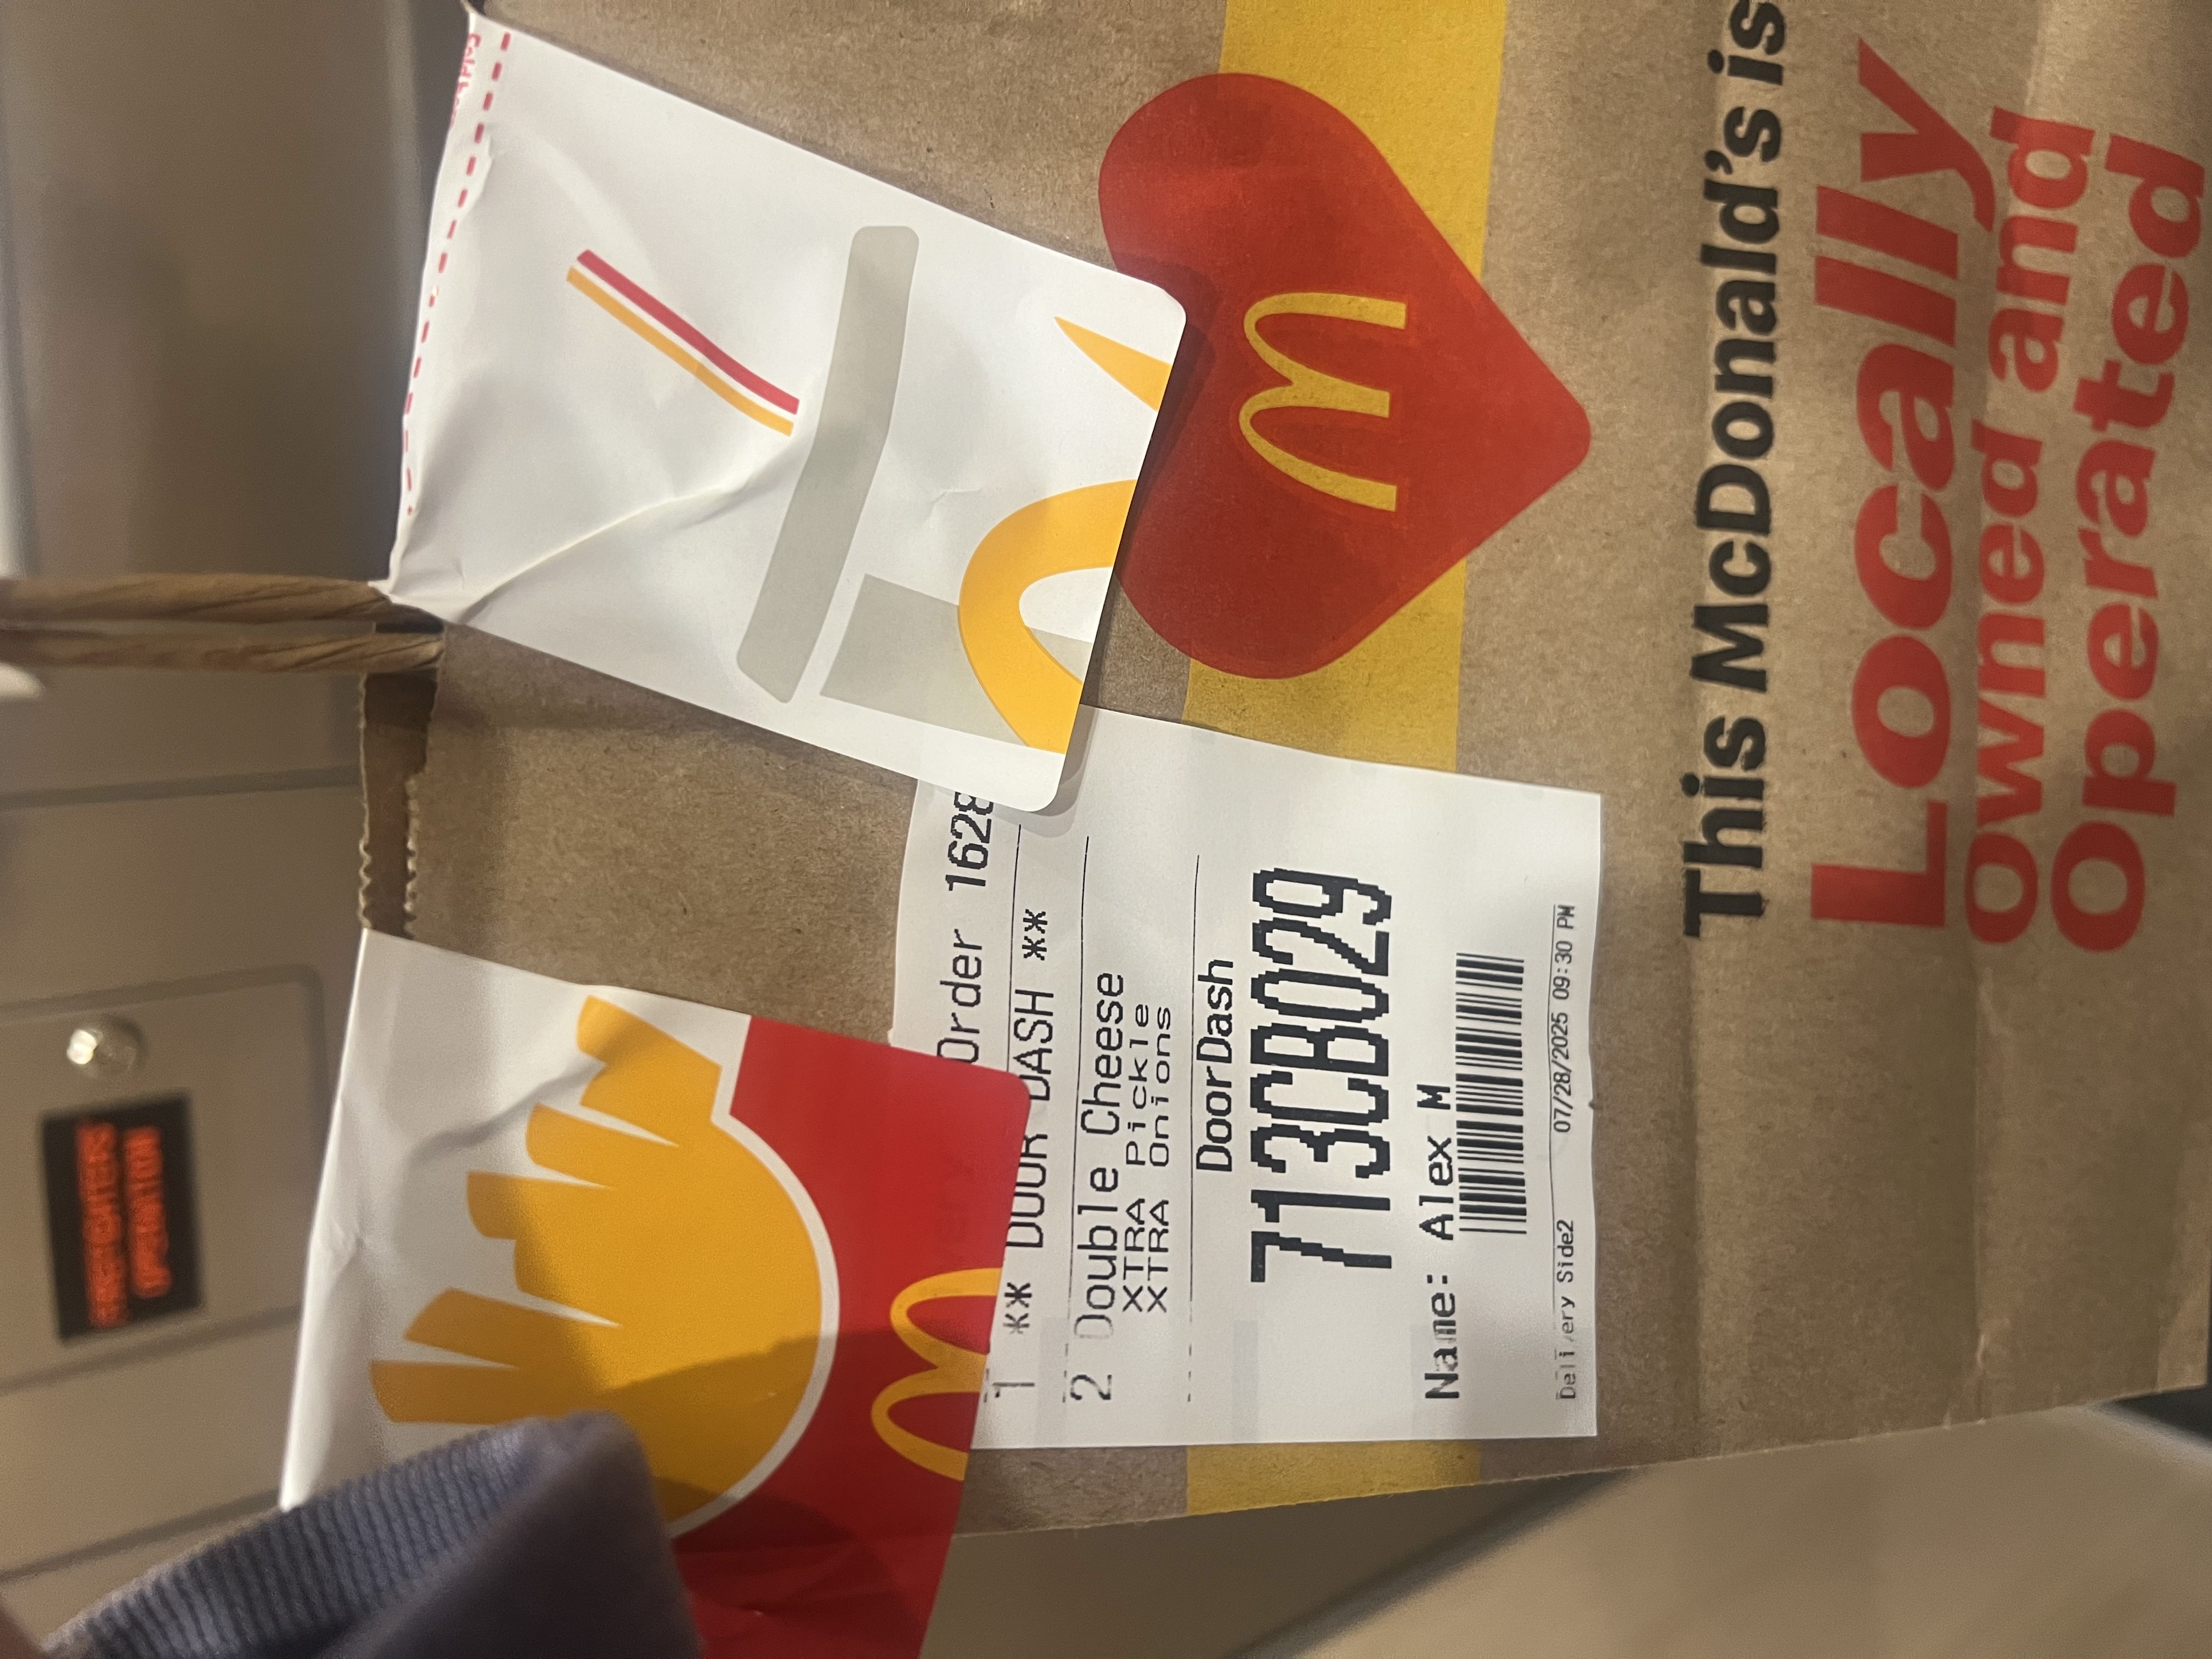 FIREFIGHTERS'
OPERATION
Order 1628
1 ** DOOR DASH **
2 Double Cheese
XTRA Pickle
XTRA Onions
DoorDash
713CB029
Name: Alex M
Delivery Side2 07/28/2025 09:30 PM
This McDonald's is
Locally
Owned and
Operated